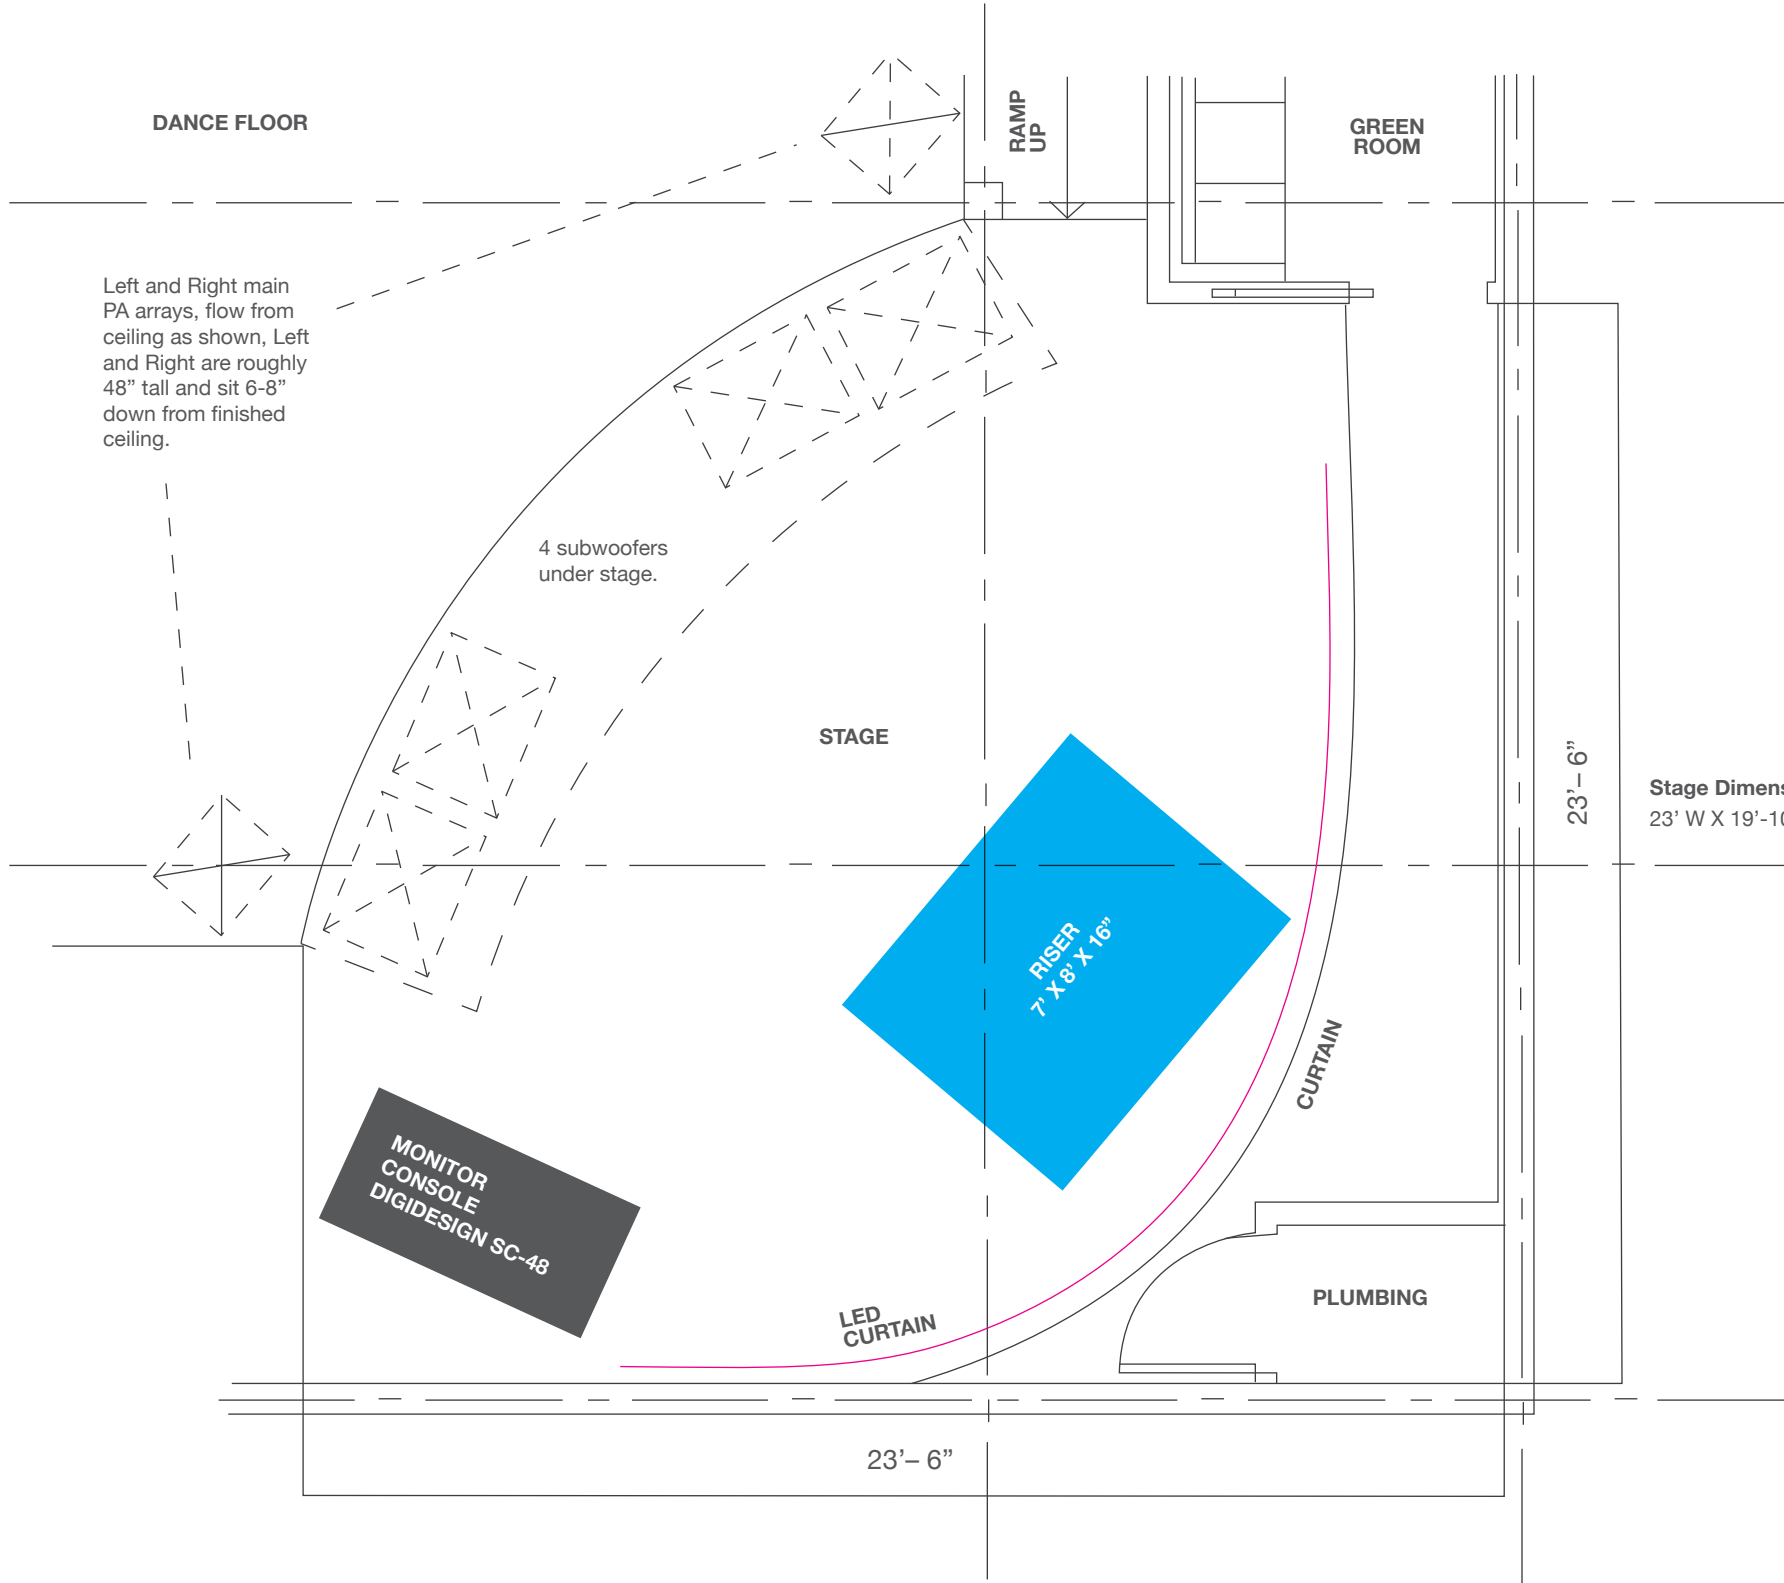 DANCE FLOOR
RAMP
UP
GREEN
ROOM
Left and Right main
PA arrays, flow from
ceiling as shown, Left
and Right are roughly
48” tall and sit 6-8”
down from finished
ceiling.
4 subwoofers
under stage.
STAGE
23’– 6”
Stage Dimens
23’ W X 19’-10
RISER
7’ X 8’ X 16”
CURTAIN
MONITOR
CONSOLE
DIGIDESIGN SC-48
LED
CURTAIN
PLUMBING
23’– 6”